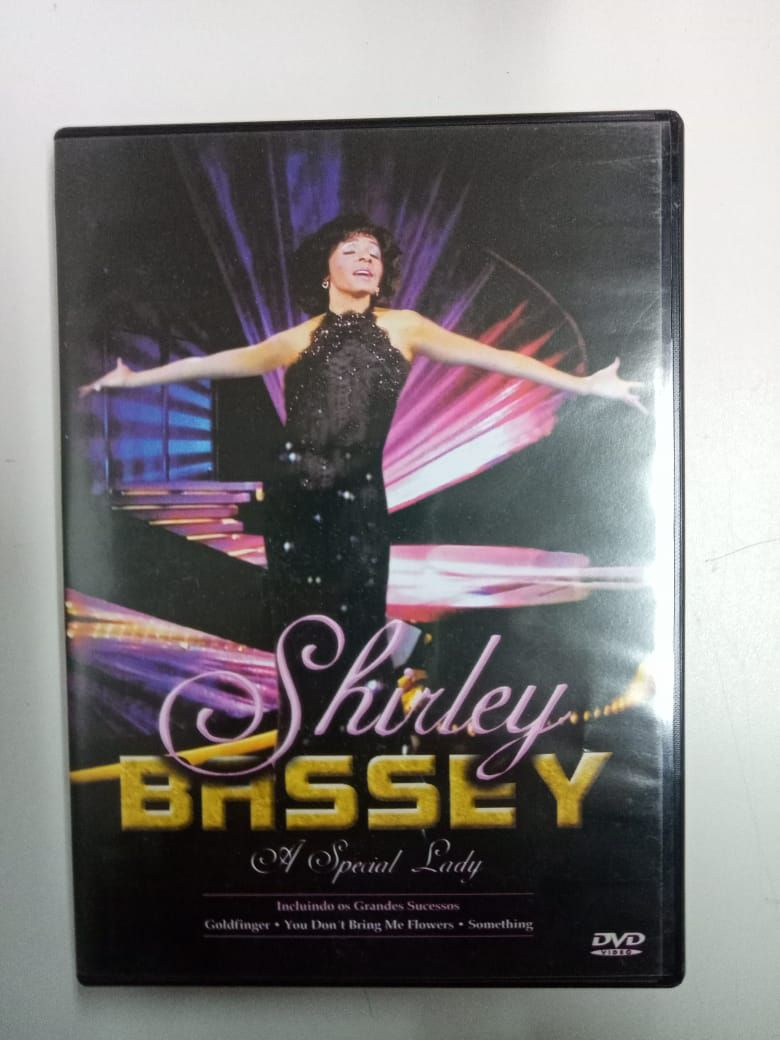 Shirley
BASSEY
A Special Lady
Incluindo os Grandes Sucessos
Goldfinger • You Don't Bring Me Flowers • Something
DVD
VIDEO